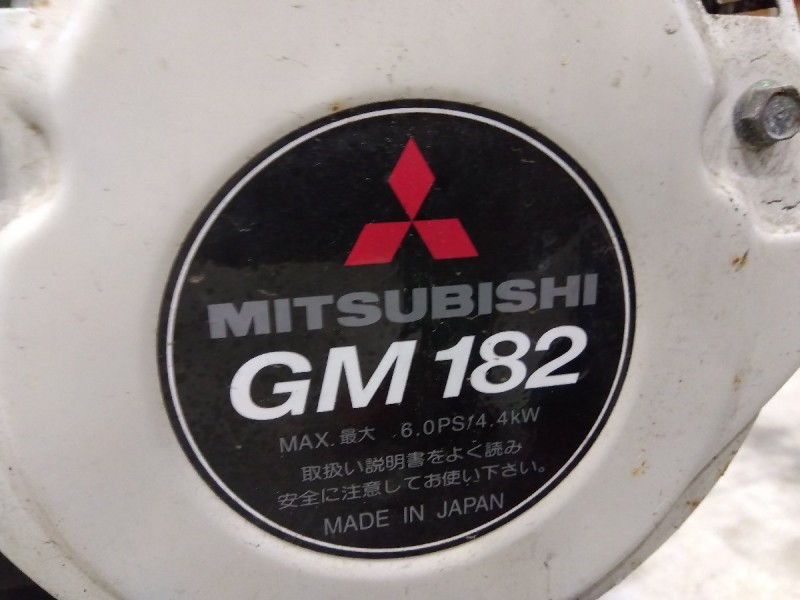 MITSUBISHI
GM 182
MAX. 最大 6.0PS/4.4kW
取扱い説明書をよく読み
安全に注意してお使い下さい。
MADE IN JAPAN